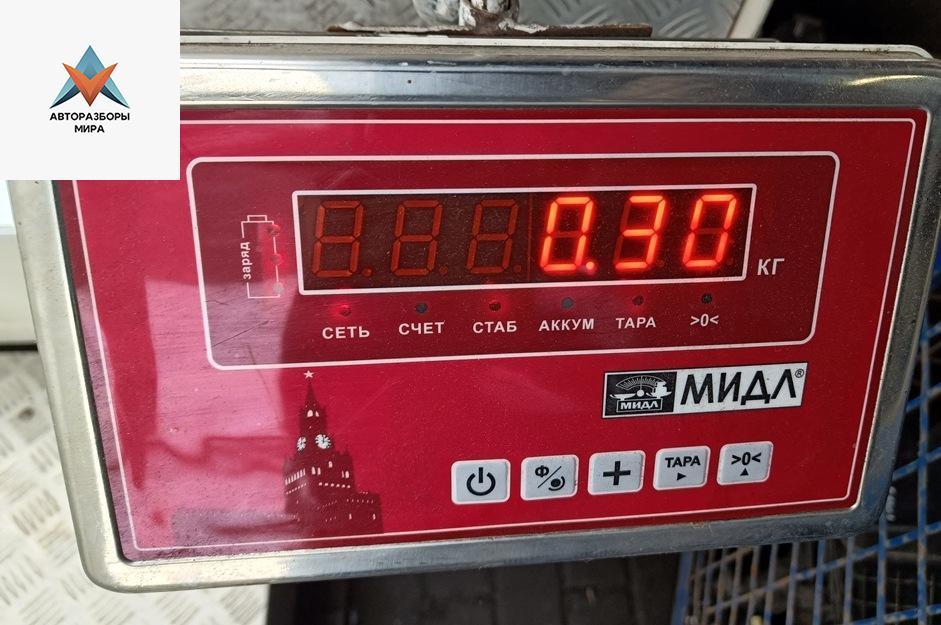 АВТОРАЗБОРЫ
МИРА
заряд
0.30
КГ
СЕТЬ СЧЕТ СТАБ АККУМ ТАРА >0<
МИДЛ МИДЛ®
Ф/ + ТАРА >0<